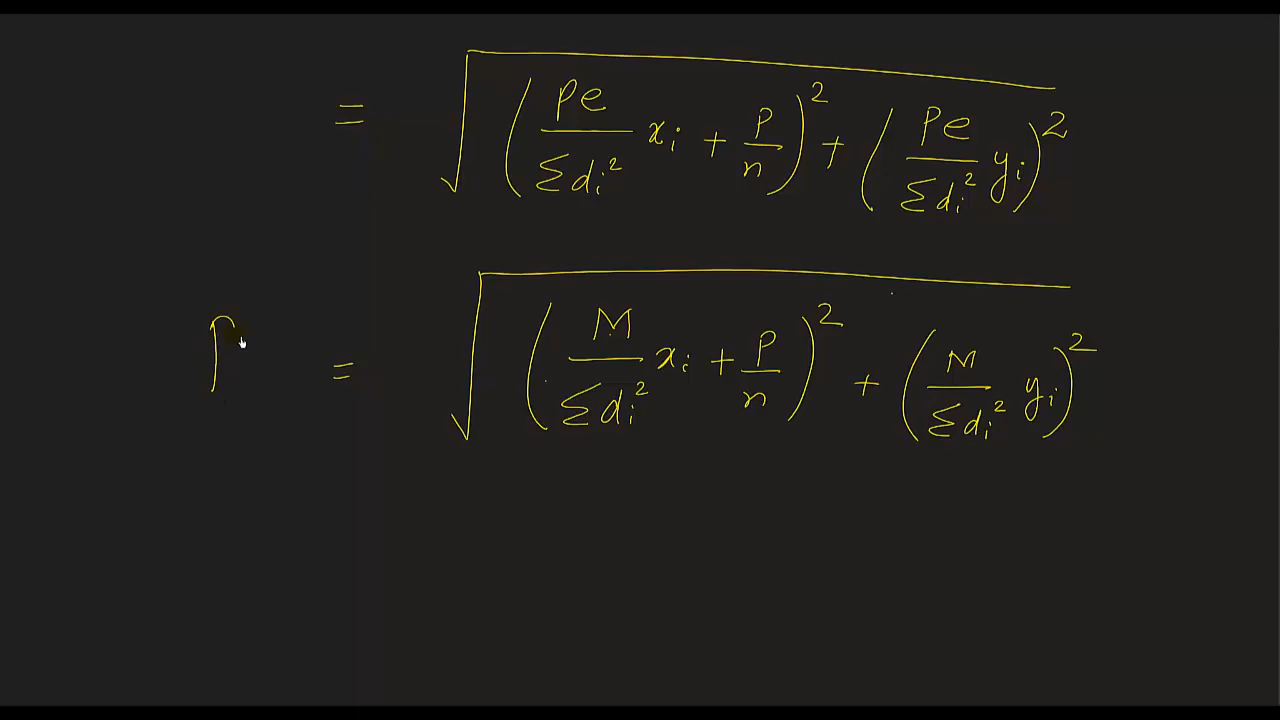 = √((Pe/Σdᵢ² xᵢ + P/n)² + (Pe/Σdᵢ² yᵢ)²)
= √((M/Σdᵢ² xᵢ + P/n)² + (M/Σdᵢ² yᵢ)²)